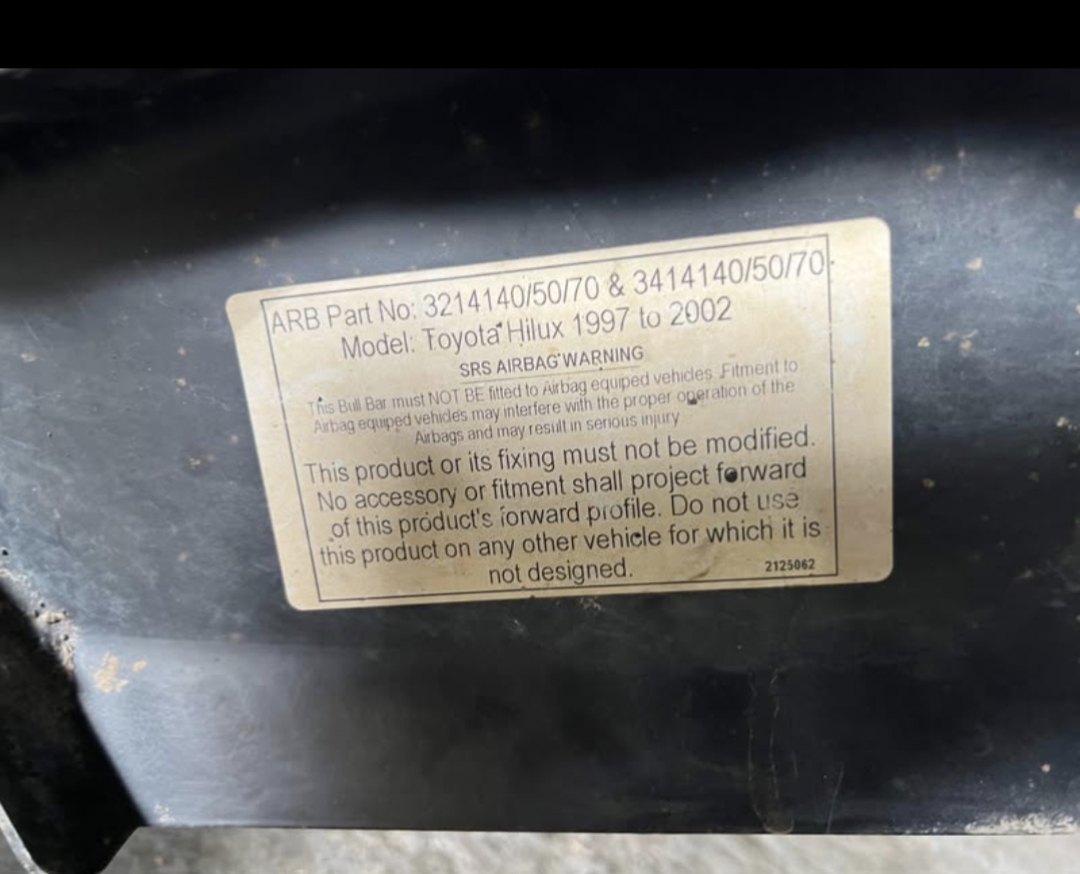 ARB Part No: 3214140/50/70 & 3414140/50/70
Model: Toyota Hilux 1997 to 2002
SRS AIRBAG WARNING
This Bull Bar must NOT BE fitted to Airbag equiped vehicles .Fitment to
Airbag equiped vehicles may interfere with the proper operation of the
Airbags and may result in serious injury
This product or its fixing must not be modified.
No accessory or fitment shall project forward
of this product's forward profile. Do not use
this product on any other vehicle for which it is
not designed.
2125062